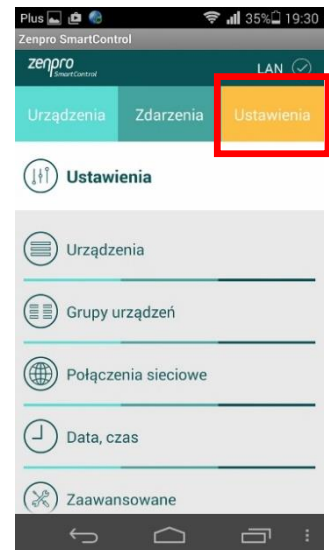 Plus 35% 19:30
Zenpro SmartControl
zenpro LAN
SmartControl
Urządzenia Zdarzenia Ustawienia
Ustawienia
Urządzenia
Grupy urządzeń
Połączenia sieciowe
Data, czas
Zaawansowane